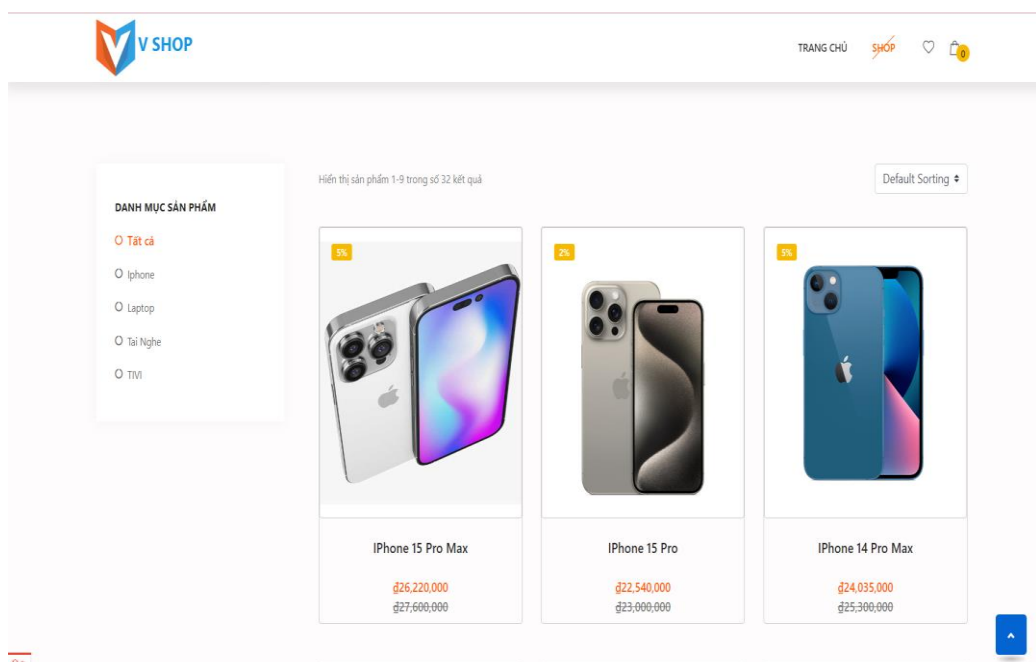 V SHOP
TRANG CHỦ SHOP 0
Hiển thị sản phẩm 1-9 trong số 32 kết quả
Default Sorting
DANH MỤC SẢN PHẨM
Tất cả
Iphone
Laptop
Tai Nghe
TIVI
5%
2%
5%
IPhone 15 Pro Max
₫26,220,000
₫27,600,000
IPhone 15 Pro
₫22,540,000
₫23,000,000
IPhone 14 Pro Max
₫24,035,000
₫25,300,000